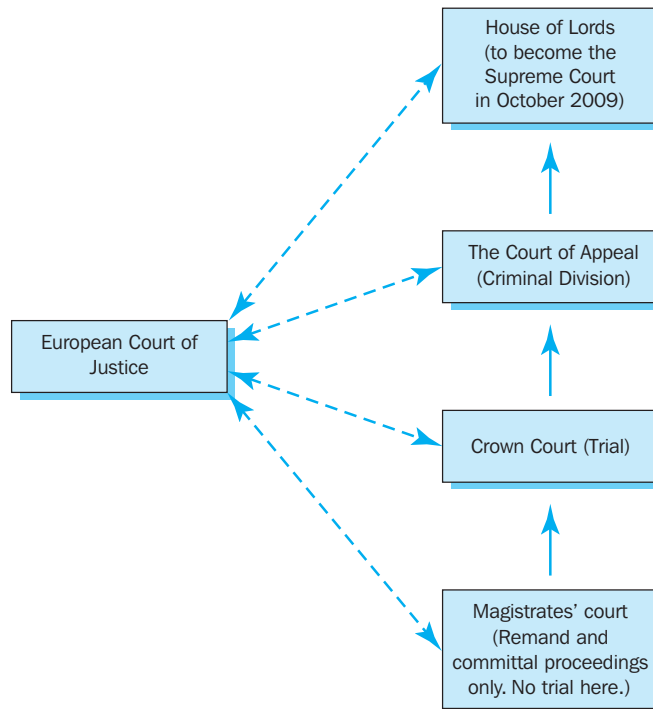 House of Lords
(to become the
Supreme Court
in October 2009)
The Court of Appeal
(Criminal Division)
European Court of
Justice
Crown Court (Trial)
Magistrates’ court
(Remand and
committal proceedings
only. No trial here.)